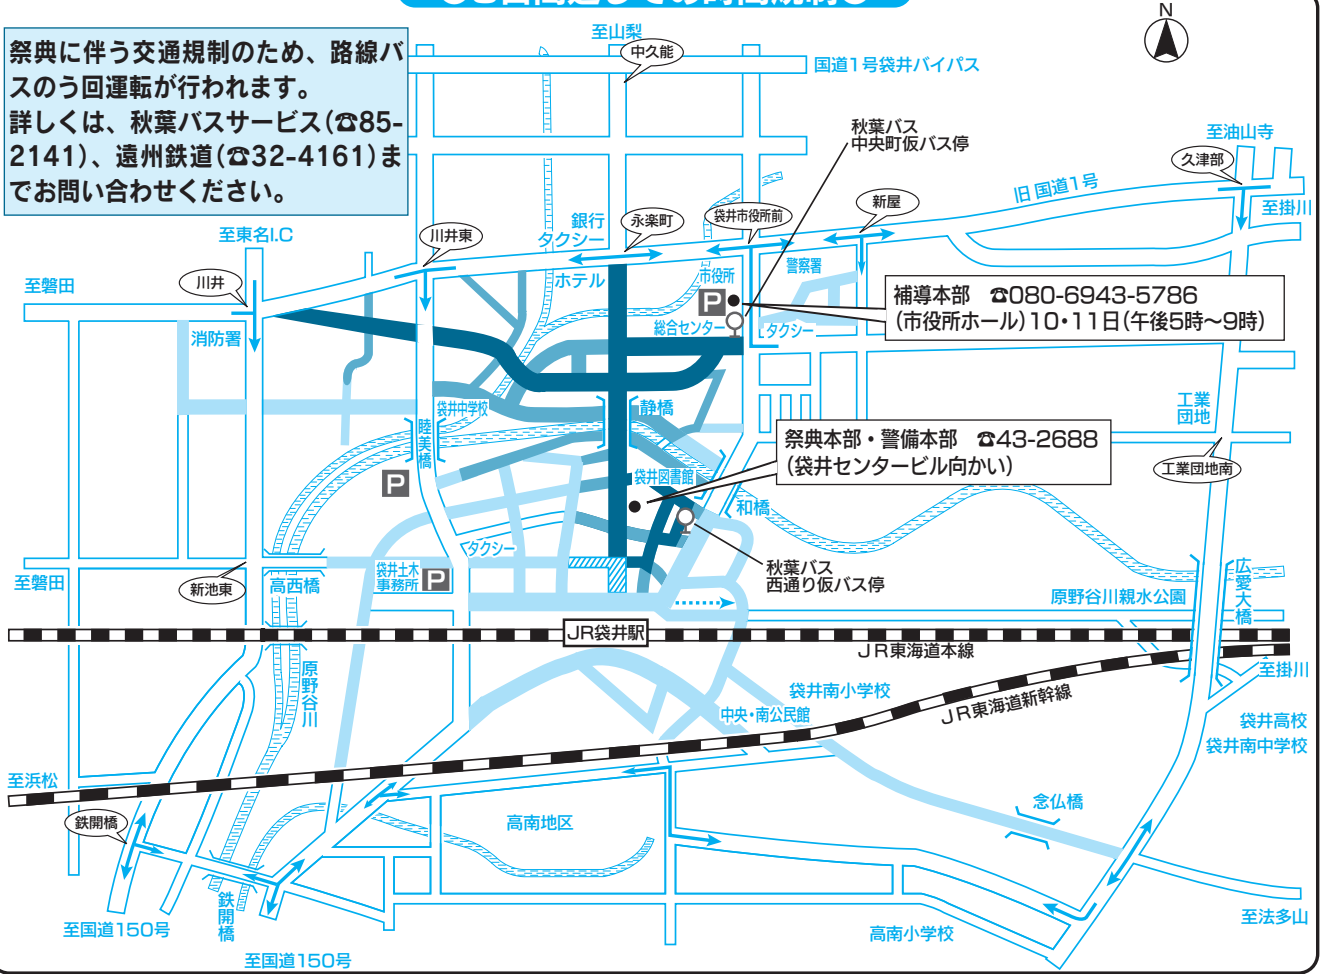 N
祭典に伴う交通規制のため、路線バ
スのう回運転が行われます。
詳しくは、秋葉バスサービス(☎85-
2141)、遠州鉄道(☎32-4161)ま
でお問い合わせください。
至山梨
中久能
国道1号袋井バイパス
秋葉バス
中央町仮バス停
至油山寺
久津部
旧 国道1号
至掛川
至東名I.C
川井東
銀行
タクシー
永楽町
袋井市役所前
新屋
川井
至磐田
ホテル
市役所
警察署
P
補導本部 ☎080-6943-5786
(市役所ホール)10・11日(午後5時～9時)
消防署
総合センター
タクシー
袋井中学校
静橋
工業
団地
睦美橋
祭典本部・警備本部 ☎43-2688
(袋井センタービル向かい)
工業団地南
P
袋井図書館
和橋
タクシー
秋葉バス
西通り仮バス停
至磐田
新池東
高西橋
袋井土木
事務所
P
原野谷川親水公園
広愛大橋
JR袋井駅
JR東海道本線
原野谷川
袋井南小学校
中央・南公民館
JR東海道新幹線
至掛川
袋井高校
袋井南中学校
至浜松
鉄開橋
高南地区
念仏橋
鉄開橋
至国道150号
至国道150号
高南小学校
至法多山